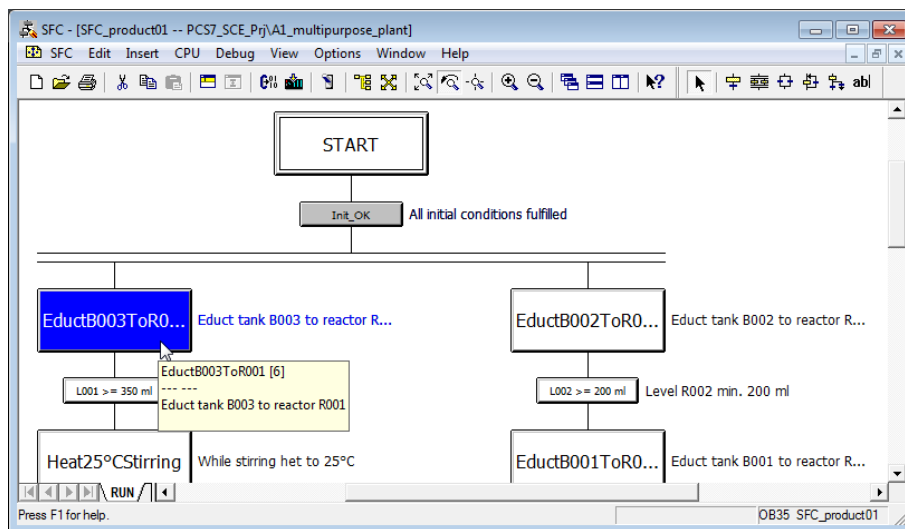 SFC - [SFC_product01 -- PCS7_SCE_Prj\A1_multipurpose_plant]
SFC Edit Insert CPU Debug View Options Window Help
abl
START
Init_OK All initial conditions fulfilled
EductB003ToR0... Educt tank B003 to reactor R... EductB002ToR0... Educt tank B002 to reactor R...
EductB003ToR001 [6]
L001 >= 350 ml --- --- L002 >= 200 ml Level R002 min. 200 ml
Educt tank B003 to reactor R001
Heat25°CStirring While stirring het to 25°C EductB001ToR0... Educt tank B001 to reactor R...
RUN
Press F1 for help. OB35 SFC_product01